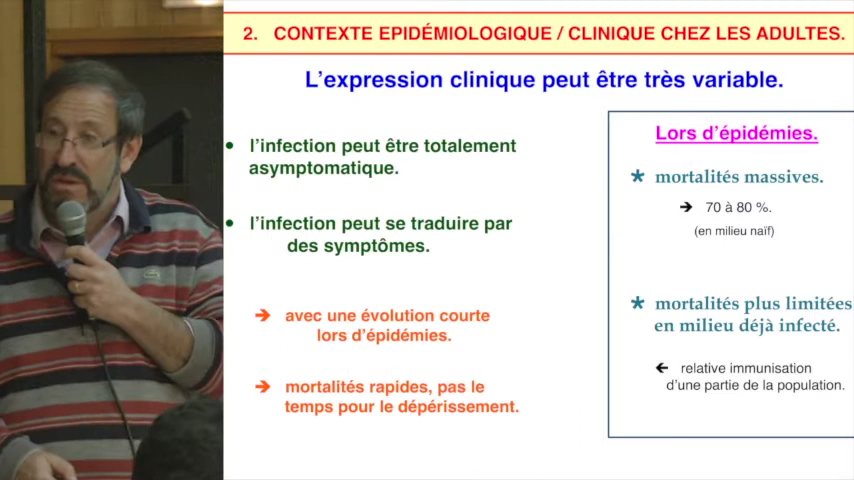 2. CONTEXTE EPIDÉMIOLOGIQUE / CLINIQUE CHEZ LES ADULTES.
L'expression clinique peut être très variable.
• l'infection peut être totalement
asymptomatique.
• l'infection peut se traduire par
des symptômes.
➔ avec une évolution courte
lors d'épidémies.
➔ mortalités rapides, pas le
temps pour le dépérissement.
Lors d'épidémies.
* mortalités massives.
➔ 70 à 80 %.
(en milieu naïf)
* mortalités plus limitées
en milieu déjà infecté.
← relative immunisation
d'une partie de la population.